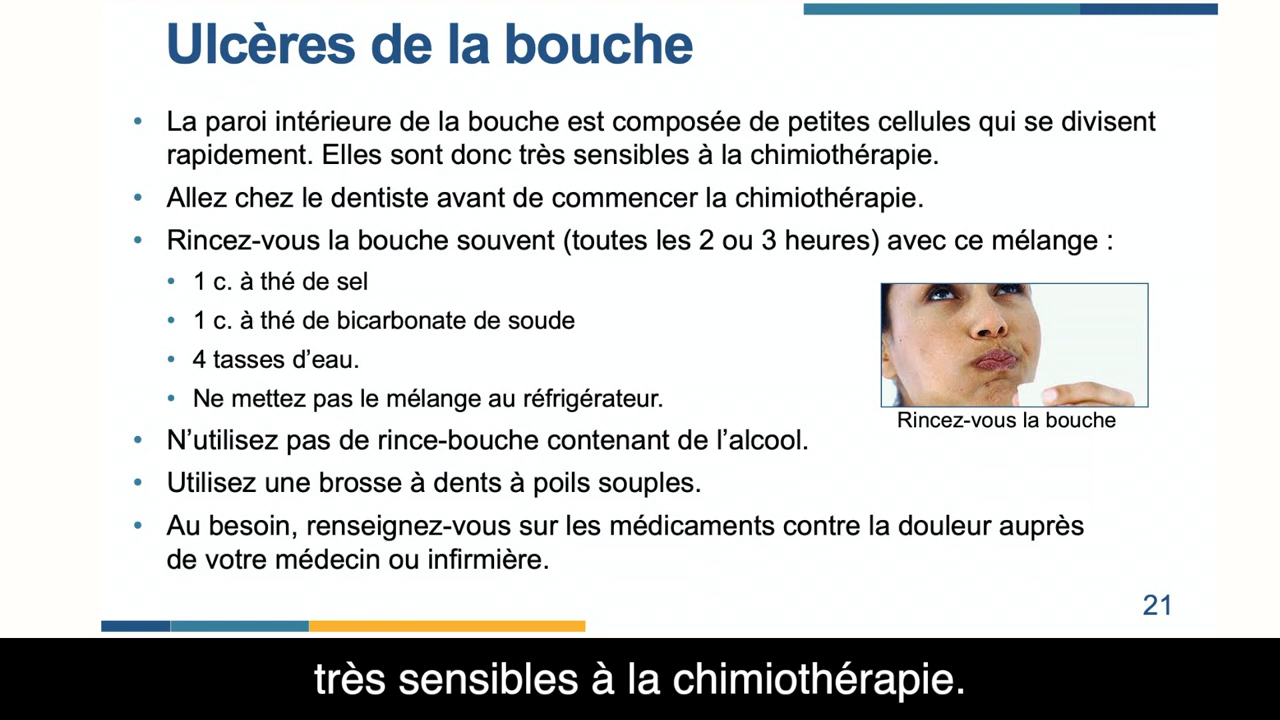 Ulcères de la bouche
• La paroi intérieure de la bouche est composée de petites cellules qui se divisent
rapidement. Elles sont donc très sensibles à la chimiothérapie.
• Allez chez le dentiste avant de commencer la chimiothérapie.
• Rincez-vous la bouche souvent (toutes les 2 ou 3 heures) avec ce mélange :
• 1 c. à thé de sel
• 1 c. à thé de bicarbonate de soude
• 4 tasses d’eau.
• Ne mettez pas le mélange au réfrigérateur.
Rincez-vous la bouche
• N’utilisez pas de rince-bouche contenant de l’alcool.
• Utilisez une brosse à dents à poils souples.
• Au besoin, renseignez-vous sur les médicaments contre la douleur auprès
de votre médecin ou infirmière.
21
très sensibles à la chimiothérapie.